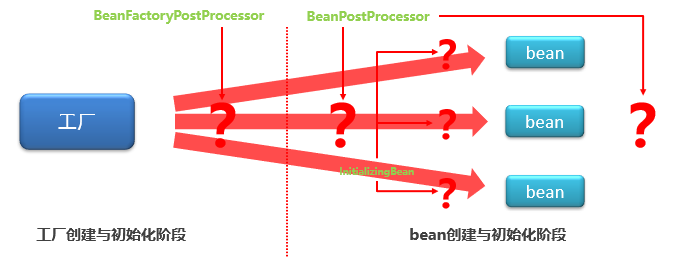 BeanFactoryPostProcessor
BeanPostProcessor
?
bean
工厂
?
?
?
bean
?
InitializingBean
?
bean
工厂创建与初始化阶段
bean创建与初始化阶段